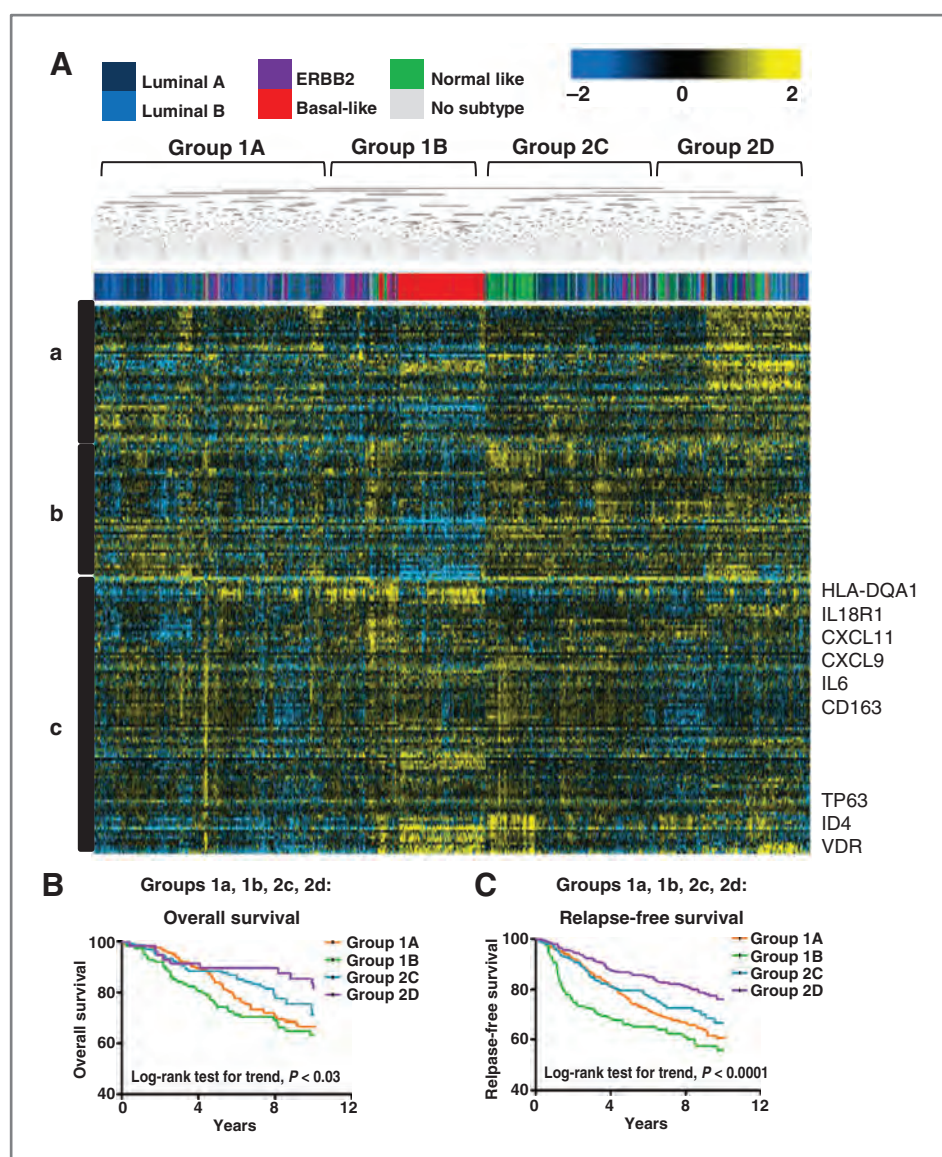 A
Luminal A
ERBB2
Normal like
Luminal B
Basal-like
No subtype
−2 0 2
Group 1A Group 1B Group 2C Group 2D
a
b
c
HLA-DQA1
IL18R1
CXCL11
CXCL9
IL6
CD163
TP63
ID4
VDR
B
Groups 1a, 1b, 2c, 2d:
Overall survival
Overall survival
100
80
60
40
Group 1A
Group 1B
Group 2C
Group 2D
Log-rank test for trend, P < 0.03
0 4 8 12
Years
C
Groups 1a, 1b, 2c, 2d:
Relapse-free survival
Relpase-free survival
100
80
60
40
Group 1A
Group 1B
Group 2C
Group 2D
Log-rank test for trend, P < 0.0001
0 4 8 12
Years